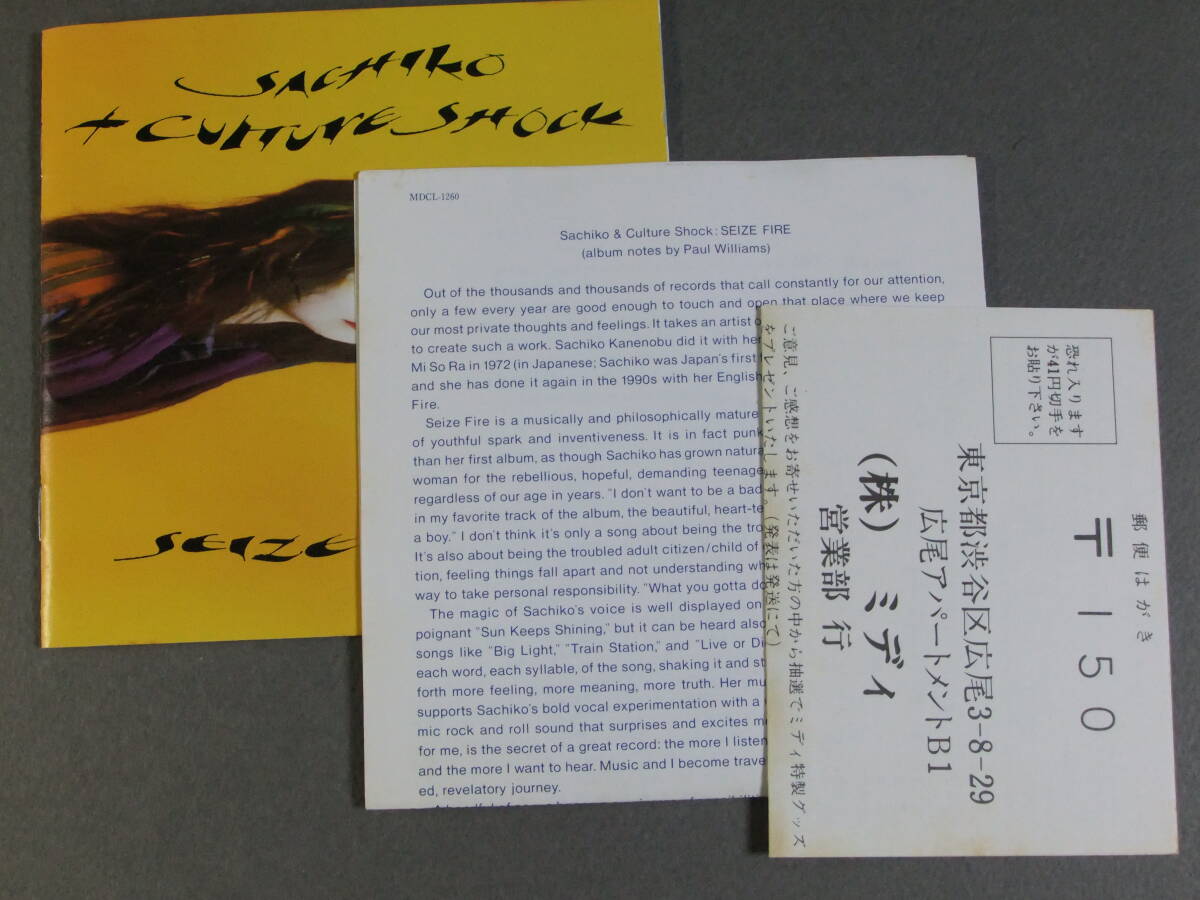 SACHIKO
+ CULTURE SHOCK
SEIZE
MDCL-1260
Sachiko & Culture Shock: SEIZE FIRE
(album notes by Paul Williams)
Out of the thousands and thousands of records that call constantly for our attention,
only a few every year are good enough to touch and open that place where we keep
our most private thoughts and feelings. It takes an artist
to create such a work. Sachiko Kanenobu did it with her
Mi So Ra in 1972 (in Japanese; Sachiko was Japan's first
and she has done it again in the 1990s with her English
Fire.
Seize Fire is a musically and philosophically mature
of youthful spark and inventiveness. It is in fact punk
than her first album, as though Sachiko has grown natura
woman for the rebellious, hopeful, demanding teenage
regardless of our age in years. "I don't want to be a bad
in my favorite track of the album, the beautiful, heart-te
a boy." I don't think it's only a song about being the tro
It's also about being the troubled adult citizen/child of
tion, feeling things fall apart and not understanding wh
way to take personal responsibility. "What you gotta do
The magic of Sachiko's voice is well displayed on
poignant "Sun Keeps Shining," but it can be heard also
songs like "Big Light," "Train Station," and "Live or Di
each word, each syllable, of the song, shaking it and st
forth more feeling, more meaning, more truth. Her mu
supports Sachiko's bold vocal experimentation with a
mic rock and roll sound that surprises and excites m
for me, is the secret of a great record: the more I listen
and the more I want to hear. Music and I become trave
ed, revelatory journey.
郵便はがき
〒150
恐れ入ります
が41円切手を
お貼り下さい。
東京都渋谷区広尾3-8-29
広尾アパートメントB1
(株)ミディ
営業部 行
ご意見、ご感想をお寄せいただいた方の中から抽選でミディ特製グッズ
をプレゼントいたします。(発表は発送にて)